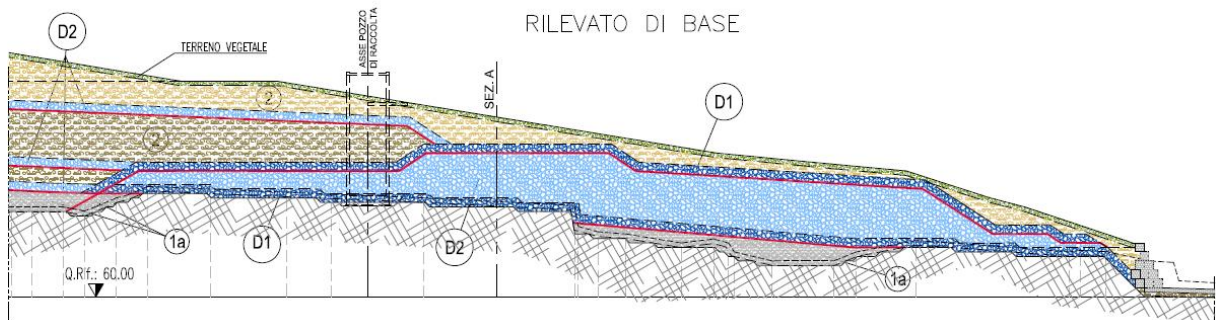 RILEVATO DI BASE
D2
TERRENO VEGETALE
ASSE POZZO
DI RACCOLTA
SEZ. A
D1
2
2
1a
D1
D2
1a
Q.Rif.: 60.00